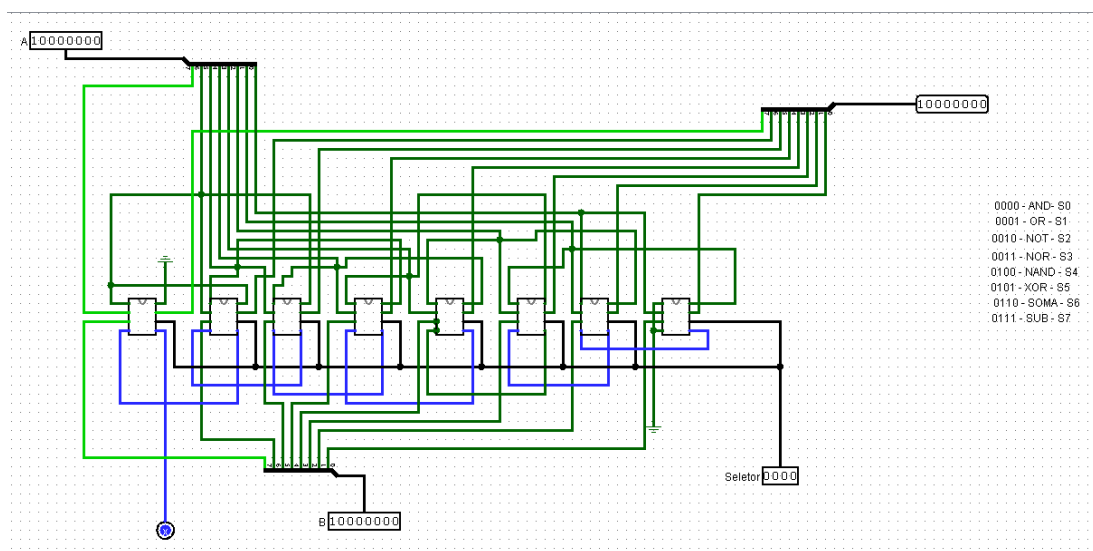 A 10000000
10000000
0000 - AND- S0
0001 - OR - S1
0010 - NOT - S2
0011 - NOR - S3
0100 - NAND - S4
0101 - XOR - S5
0110 - SOMA - S6
0111 - SUB - S7
Seletor 0000
B 10000000